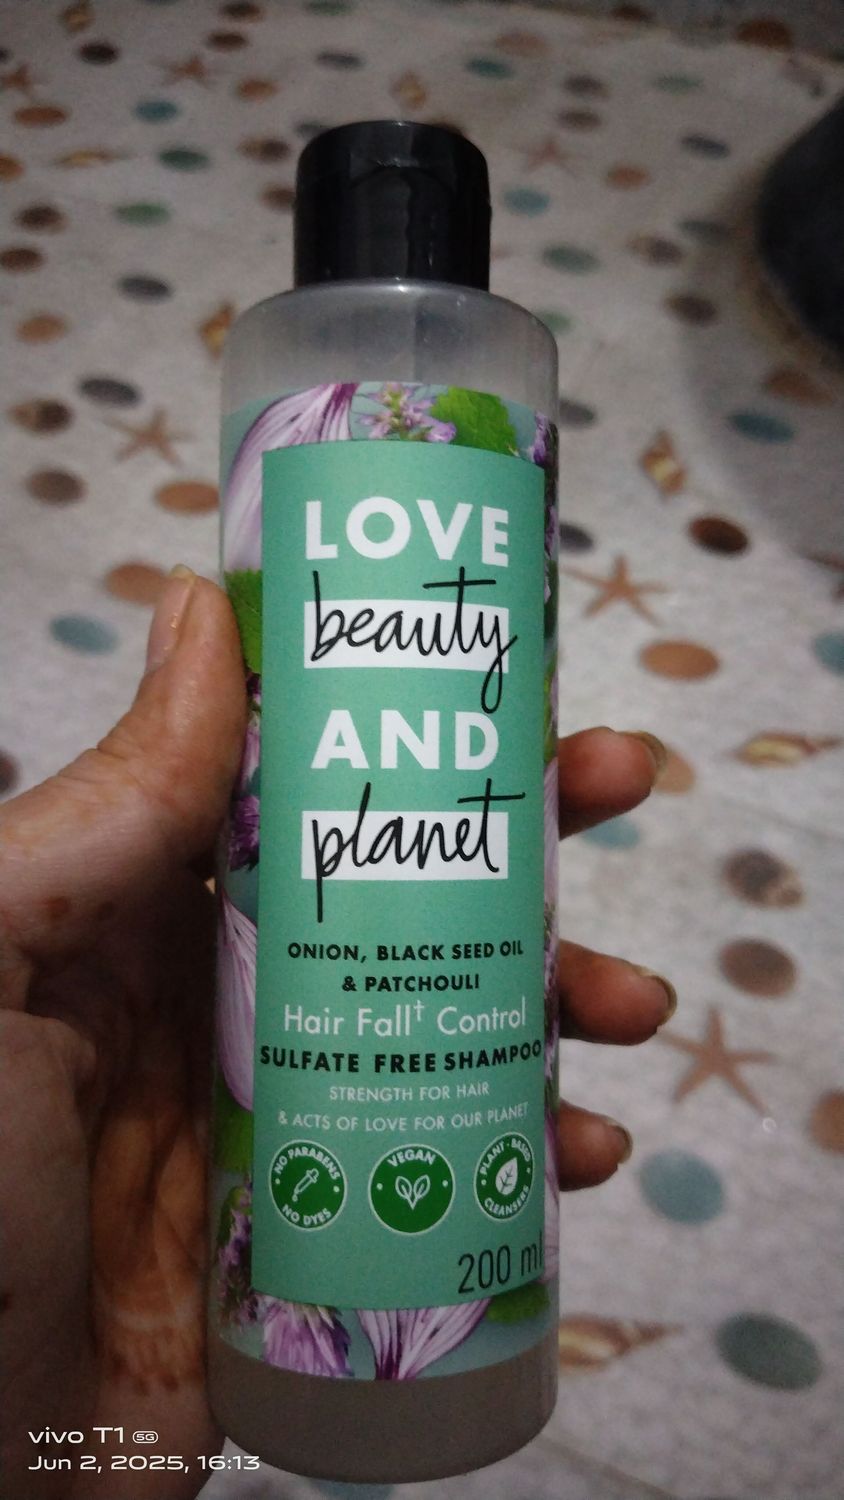 LOVE
beauty
AND
planet
ONION, BLACK SEED OIL
& PATCHOULI
Hair Fall† Control
SULFATE FREE SHAMPOO
STRENGTH FOR HAIR
& ACTS OF LOVE FOR OUR PLANET
• NO PARABENS •
NO DYES
• VEGAN •
• PLANT-BASED •
CLEANSERS
200 ml
vivo T1 5G
Jun 2, 2025, 16:13